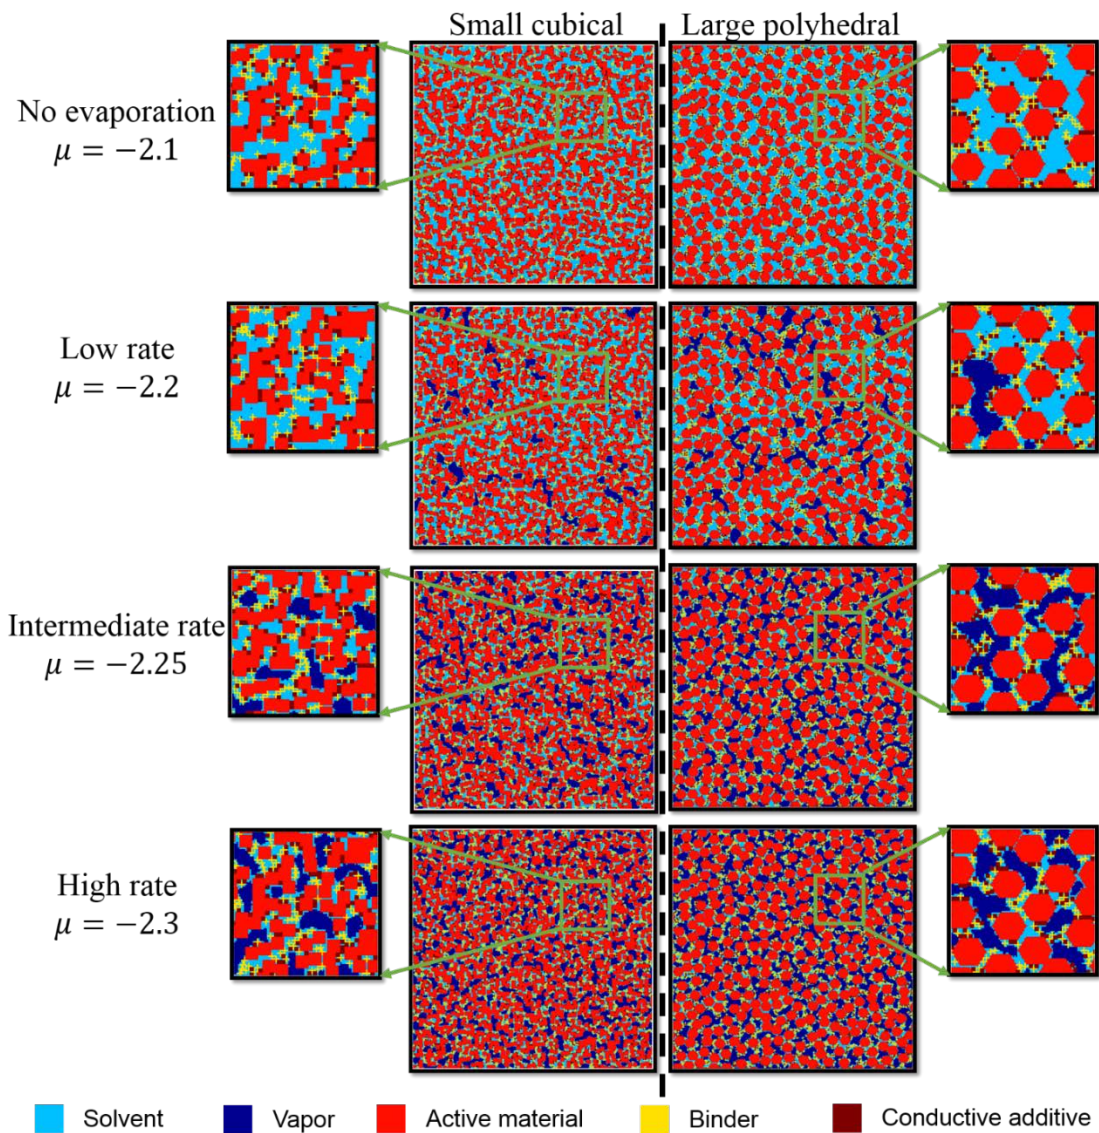 Small cubical
Large polyhedral
No evaporation
μ = −2.1
Low rate
μ = −2.2
Intermediate rate
μ = −2.25
High rate
μ = −2.3
Solvent
Vapor
Active material
Binder
Conductive additive